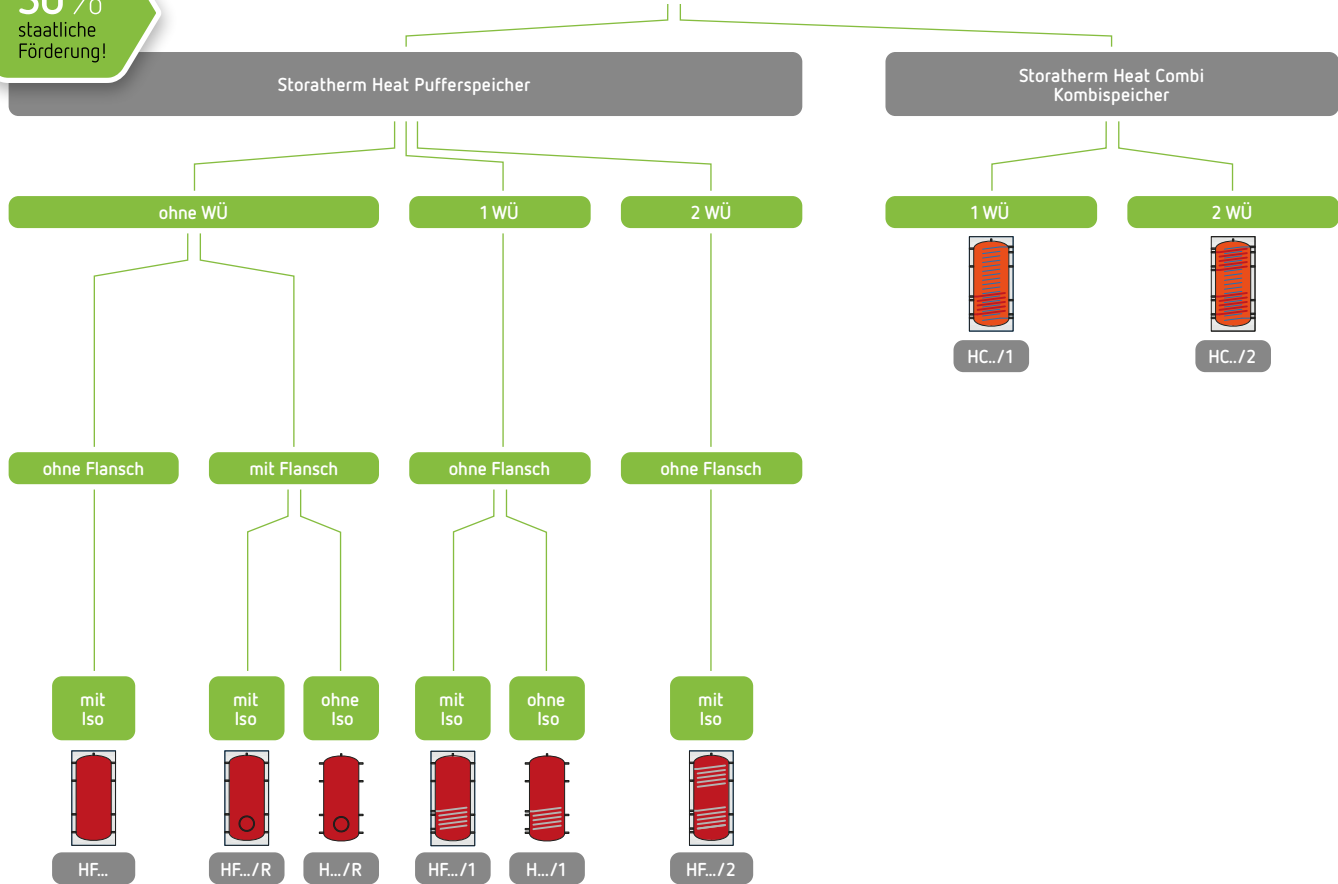 staatliche
Förderung!
Storatherm Heat Pufferspeicher
Storatherm Heat Combi
Kombispeicher
ohne WÜ
1 WÜ
2 WÜ
1 WÜ
2 WÜ
HC../1
HC../2
ohne Flansch
mit Flansch
ohne Flansch
ohne Flansch
mit
Iso
mit
Iso
ohne
Iso
mit
Iso
ohne
Iso
mit
Iso
HF...
HF.../R
H.../R
HF.../1
H.../1
HF.../2